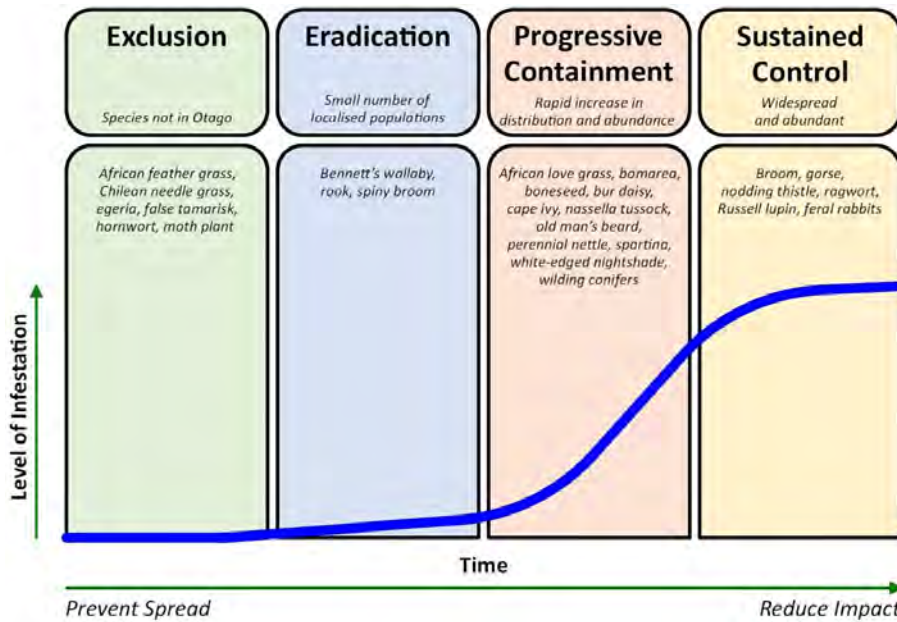 Exclusion
Species not in Otago
Eradication
Small number of
localised populations
Progressive
Containment
Rapid increase in
distribution and abundance
Sustained
Control
Widespread
and abundant
African feather grass,
Chilean needle grass,
egeria, false tamarisk,
hornwort, moth plant
Bennett's wallaby,
rook, spiny broom
African love grass, bomarea,
boneseed, bur daisy,
cape ivy, nassella tussock,
old man's beard,
perennial nettle, spartina,
white-edged nightshade,
wilding conifers
Broom, gorse,
nodding thistle, ragwort,
Russell lupin, feral rabbits
Level of Infestation
Time
Prevent Spread
Reduce Impact